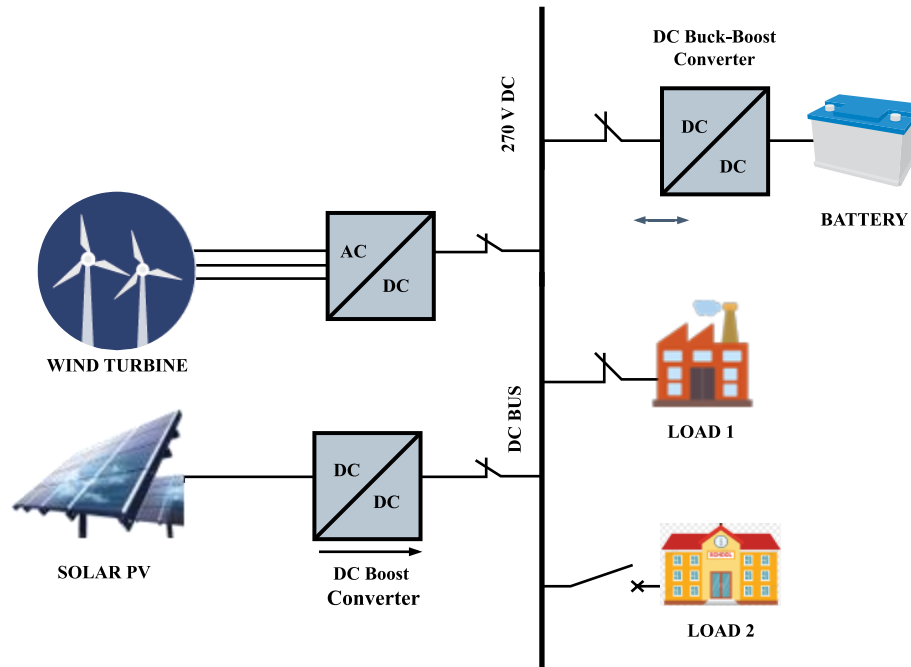 DC Buck-Boost
Converter
270 V DC
DC
DC
BATTERY
AC
DC
WIND TURBINE
DC BUS
LOAD 1
DC
DC
SOLAR PV
DC Boost
Converter
SCHOOL
LOAD 2